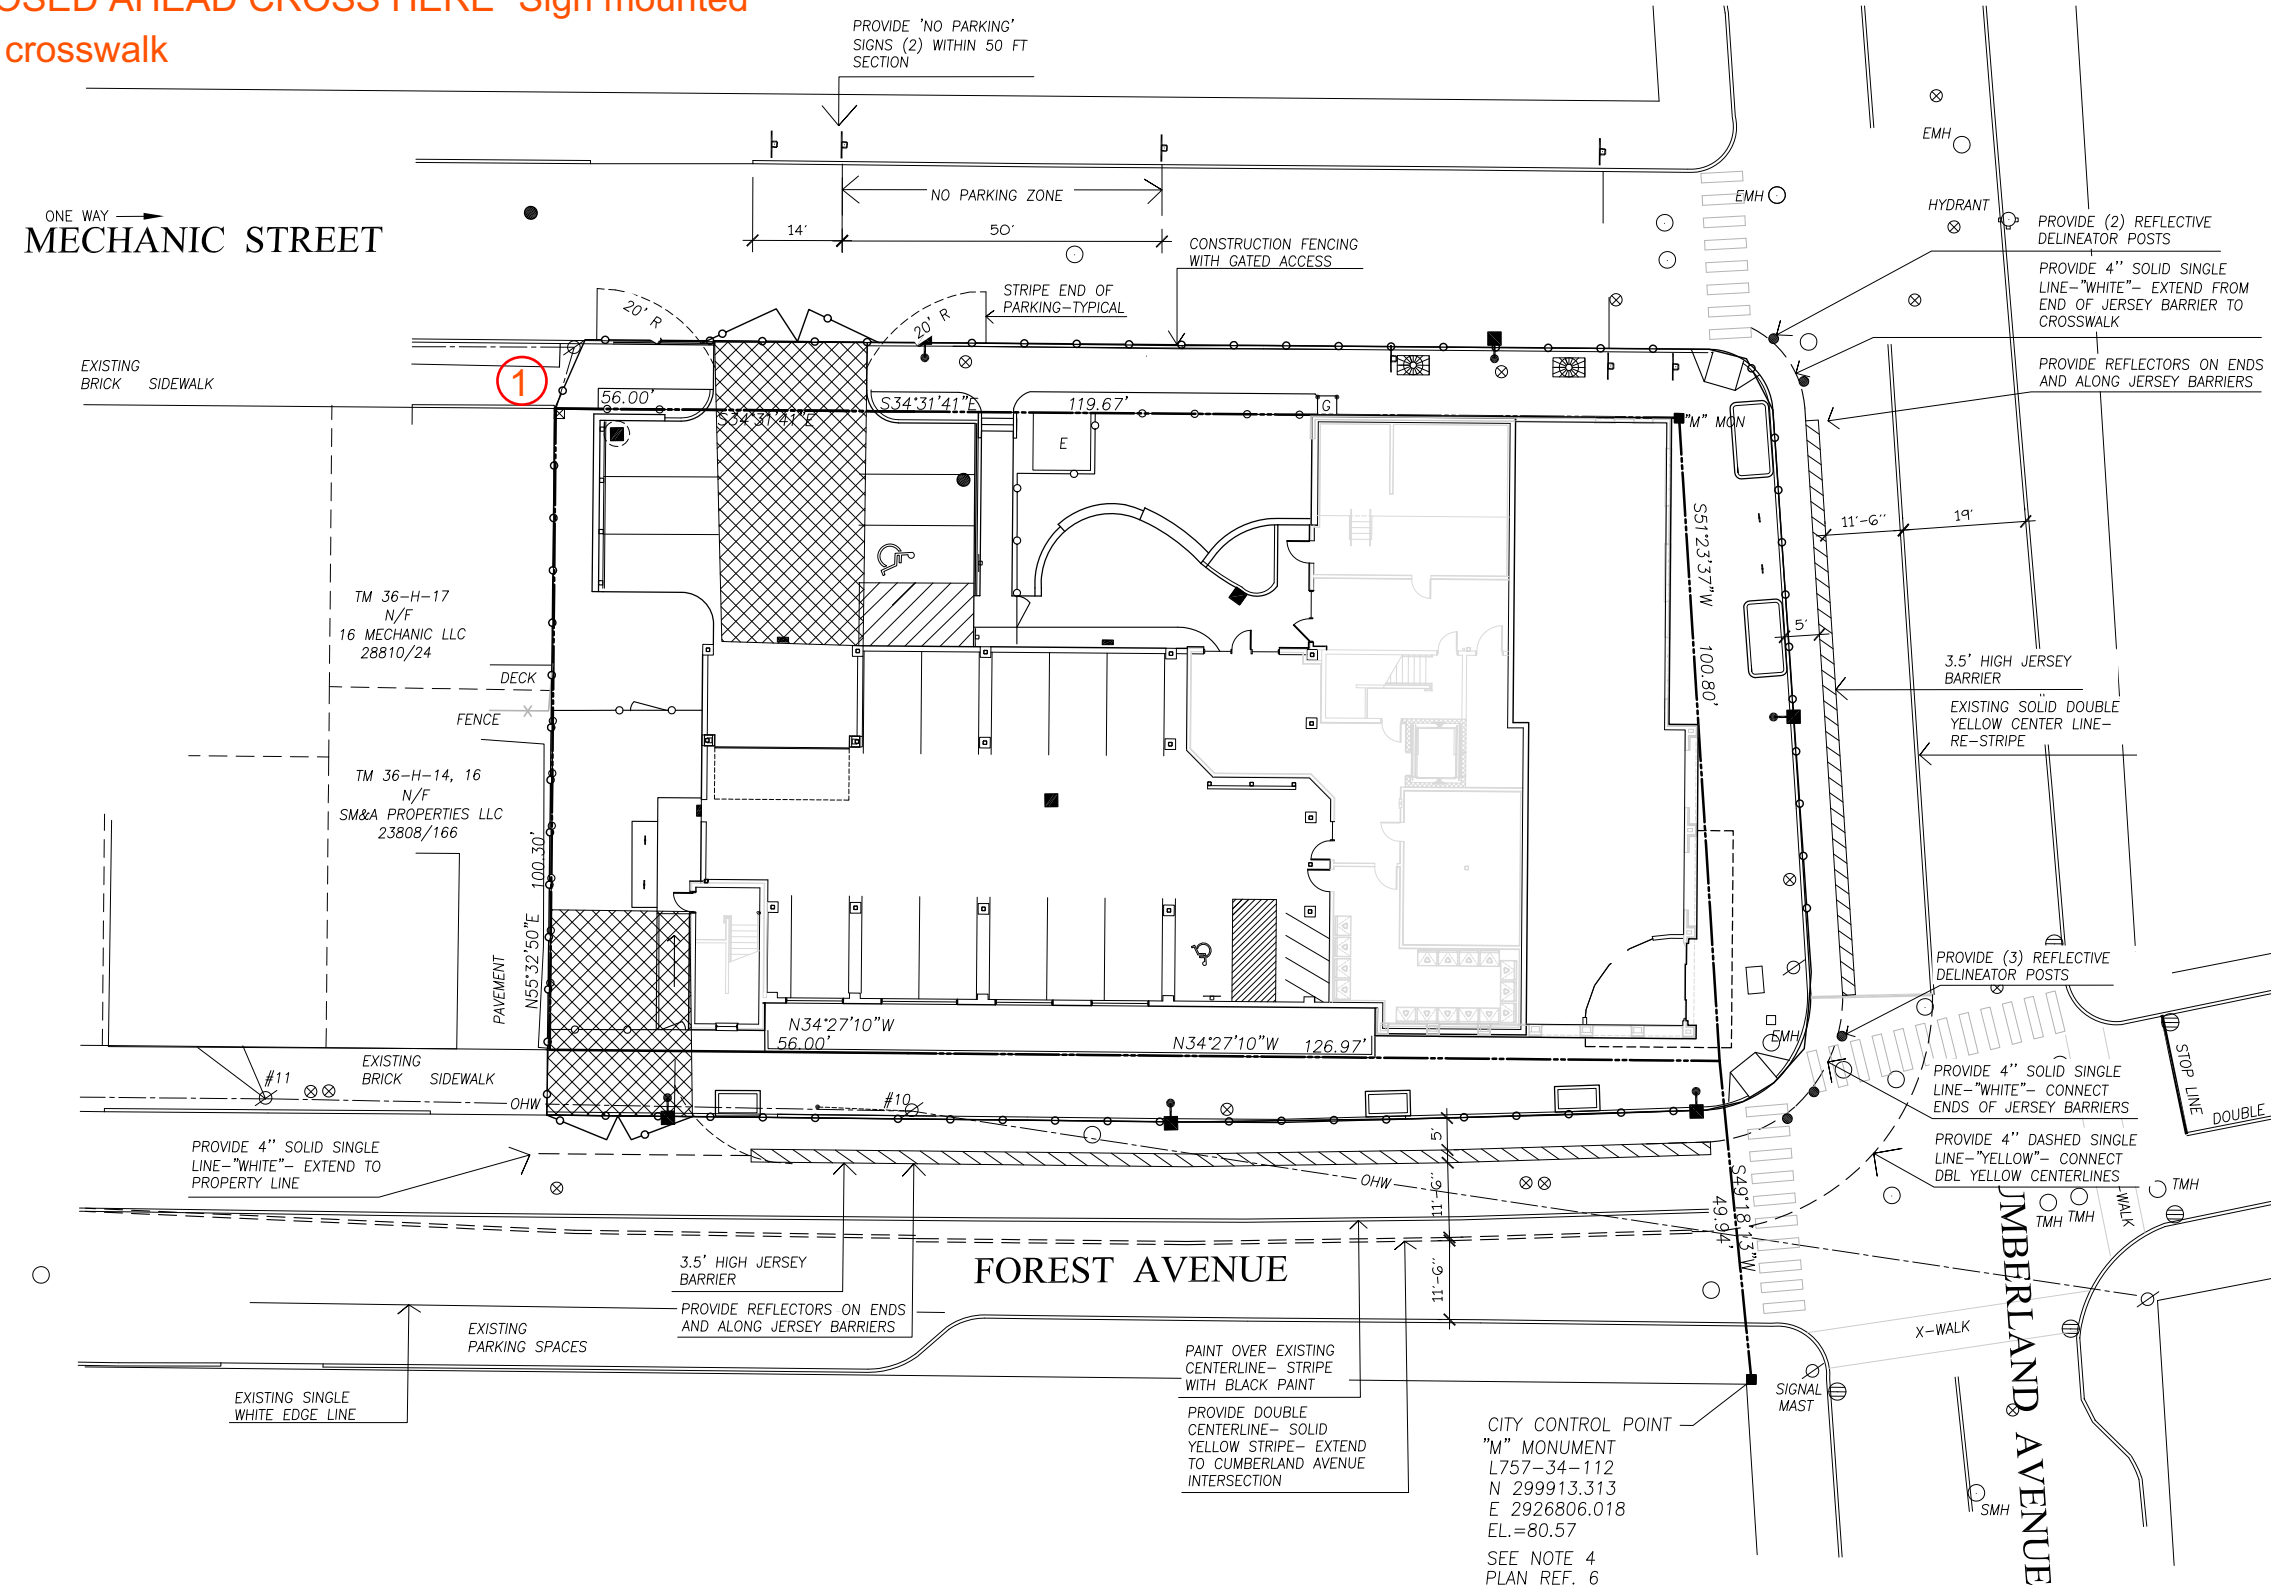 OSED AHEAD CROSS HERE" Sign mounted
crosswalk
PROVIDE 'NO PARKING'
SIGNS (2) WITHIN 50 FT
SECTION
EMH
NO PARKING ZONE
EMH
HYDRANT
ONE WAY
MECHANIC STREET
14'
50'
PROVIDE (2) REFLECTIVE
DELINEATOR POSTS
CONSTRUCTION FENCING
WITH GATED ACCESS
PROVIDE 4'' SOLID SINGLE
LINE-"WHITE"- EXTEND FROM
END OF JERSEY BARRIER TO
CROSSWALK
STRIPE END OF
PARKING-TYPICAL
20' R
20' R
EXISTING
BRICK SIDEWALK
1
PROVIDE REFLECTORS ON ENDS
AND ALONG JERSEY BARRIERS
56.00'
S34°31'41"E
S34°31'41"E
119.67'
G
"M" MON
E
S51°23'37"W 100.80'
11'-6''
19'
TM 36-H-17
N/F
16 MECHANIC LLC
28810/24
5'
DECK
FENCE
X
3.5' HIGH JERSEY
BARRIER
EXISTING SOLID DOUBLE
YELLOW CENTER LINE-
RE-STRIPE
TM 36-H-14, 16
N/F
SM&A PROPERTIES LLC
23808/166
N55°32'50"E 100.30'
PAVEMENT
PROVIDE (3) REFLECTIVE
DELINEATOR POSTS
N34°27'10"W
56.00'
N34°27'10"W 126.97'
EMH
EXISTING
BRICK SIDEWALK
#11
#10
OHW
STOP LINE
DOUBLE
PROVIDE 4'' SOLID SINGLE
LINE-"WHITE"- CONNECT
ENDS OF JERSEY BARRIERS
PROVIDE 4'' SOLID SINGLE
LINE-"WHITE"- EXTEND TO
PROPERTY LINE
PROVIDE 4'' DASHED SINGLE
LINE-"YELLOW"- CONNECT
DBL YELLOW CENTERLINES
5'
11'-6''
11'-6''
OHW
S49°18'13"W
49.94'
TMH
TMH
TMH
-WALK
FOREST AVENUE
3.5' HIGH JERSEY
BARRIER
PROVIDE REFLECTORS ON ENDS
AND ALONG JERSEY BARRIERS
EXISTING
PARKING SPACES
X-WALK
PAINT OVER EXISTING
CENTERLINE- STRIPE
WITH BLACK PAINT
EXISTING SINGLE
WHITE EDGE LINE
SIGNAL
MAST
PROVIDE DOUBLE
CENTERLINE- SOLID
YELLOW STRIPE- EXTEND
TO CUMBERLAND AVENUE
INTERSECTION
CITY CONTROL POINT
"M" MONUMENT
L757-34-112
N 299913.313
E 2926806.018
EL.=80.57
SEE NOTE 4
PLAN REF. 6
SMH
UMBERLAND AVENUE